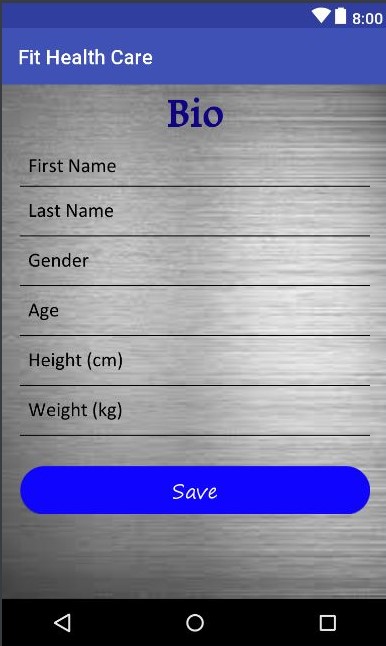 8:00
Fit Health Care
Bio
First Name
Last Name
Gender
Age
Height (cm)
Weight (kg)
Save